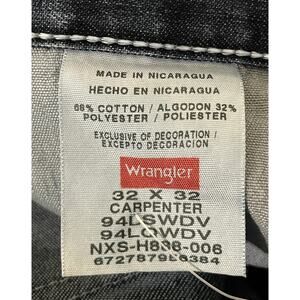 MADE IN NICARAGUA
HECHO EN NICARAGUA
68% COTTON / ALGODON 32%
POLYESTER / POLIESTER
EXCLUSIVE OF DECORATION /
EXCEPTO DECORACION
Wrangler
32 X 32
CARPENTER
94LSWDV
94LQWDV
NXS-H838-006